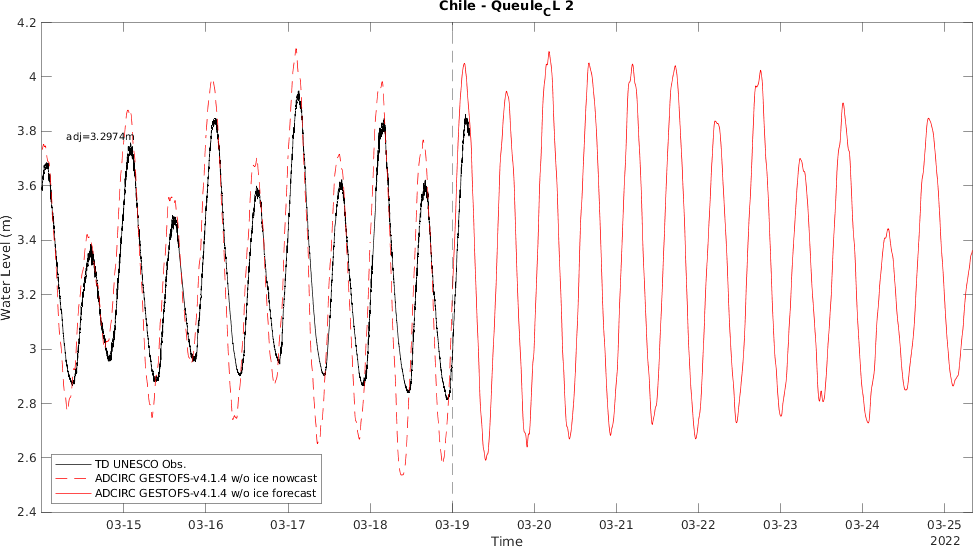 Chile - Queule_C L 2
4.2
4
3.8
3.6
3.4
3.2
3
2.8
2.6
2.4
Water Level (m)
adj=3.2974m
TD UNESCO Obs.
ADCIRC GESTOFS-v4.1.4 w/o ice nowcast
ADCIRC GESTOFS-v4.1.4 w/o ice forecast
03-15 03-16 03-17 03-18 03-19 03-20 03-21 03-22 03-23 03-24 03-25
Time
2022